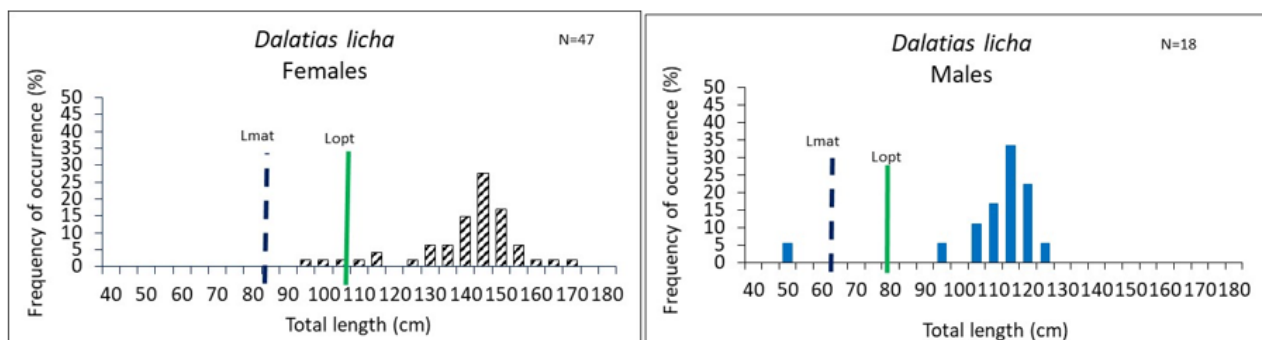 Dalatias licha
N=47
Females
Frequency of occurrence (%)
50
45
40
35
30
25
20
15
10
5
0
Lmat
Lopt
40 50 60 70 80 90 100 110 120 130 140 150 160 170 180
Total length (cm)
Dalatias licha
N=18
Males
Frequency of occurrence (%)
50
45
40
35
30
25
20
15
10
5
0
Lmat
Lopt
40 50 60 70 80 90 100 110 120 130 140 150 160 170 180
Total length (cm)